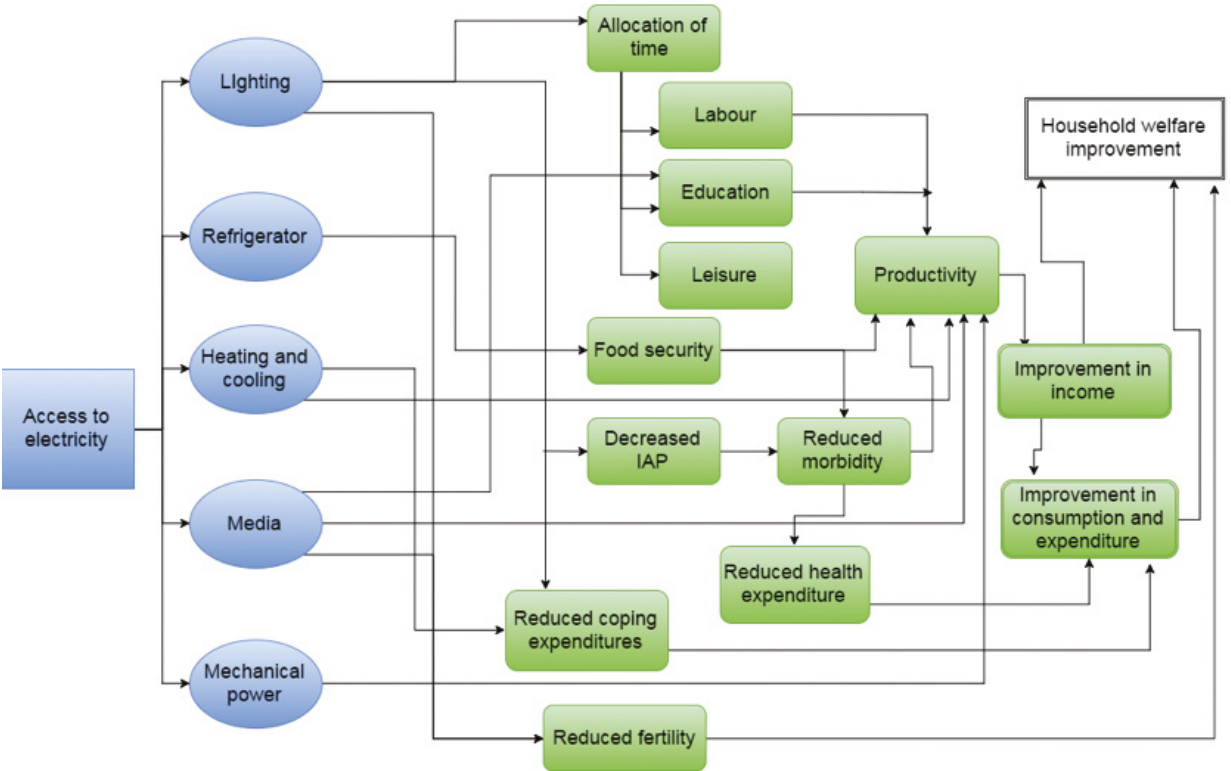 Allocation of
time
LIghting
Labour
Household welfare
improvement
Education
Refrigerator
Leisure
Productivity
Food security
Heating and
cooling
Improvement in
income
Access to
electricity
Decreased
IAP
Reduced
morbidity
Media
Improvement in
consumption and
expenditure
Reduced health
expenditure
Reduced coping
expenditures
Mechanical
power
Reduced fertility